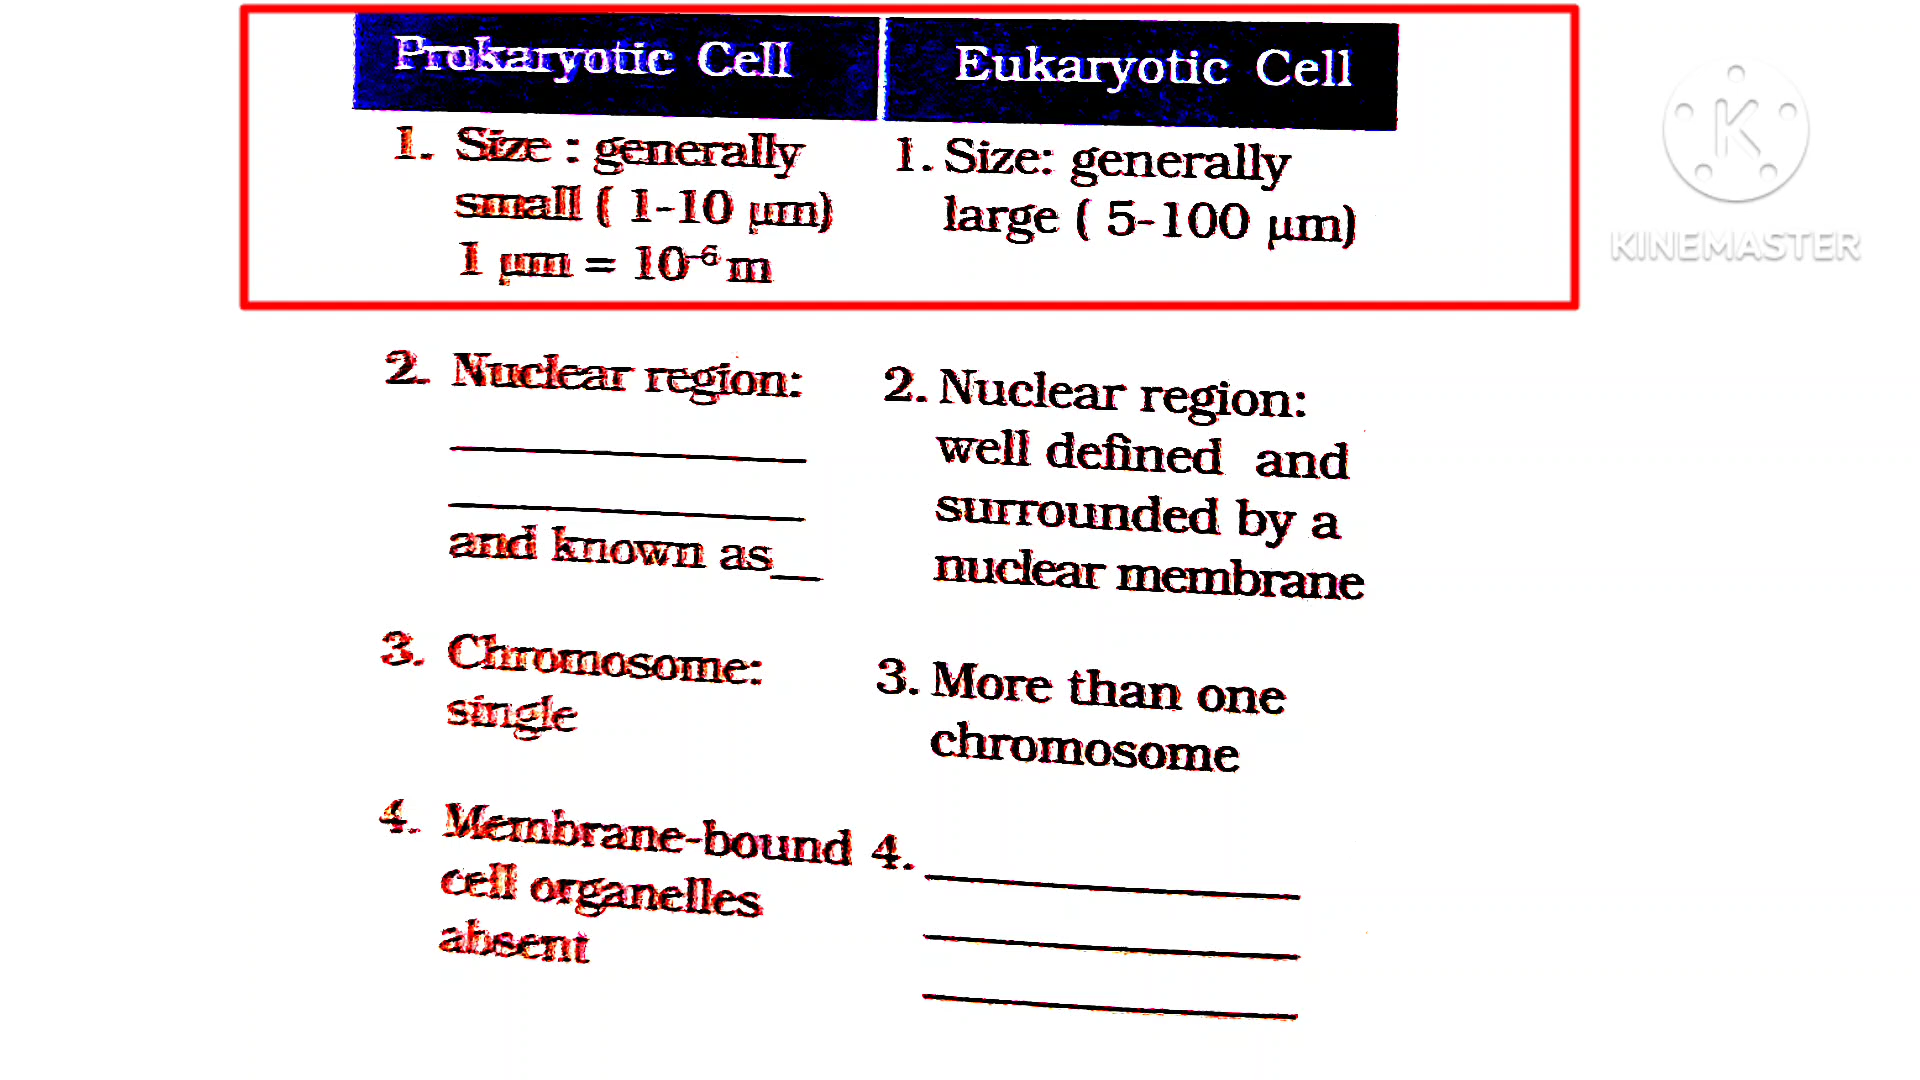 Prokaryotic Cell
Eukaryotic Cell
1. Size : generally
small ( 1-10 µm)
1 µm = 10⁻⁶ m
1. Size: generally
large ( 5-100 µm)
2. Nuclear region:
and known as__
2. Nuclear region:
well defined and
surrounded by a
nuclear membrane
3. Chromosome:
single
3. More than one
chromosome
4. Membrane-bound
cell organelles
absent
4.
K
KINEMASTER